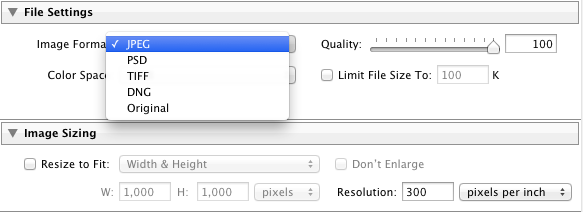 File Settings
Image Forma ✓ JPEG Quality: 100
PSD
Color Spac TIFF Limit File Size To: 100 K
DNG
Original
Image Sizing
Resize to Fit: Width & Height Don't Enlarge
W: 1,000 H: 1,000 pixels Resolution: 300 pixels per inch